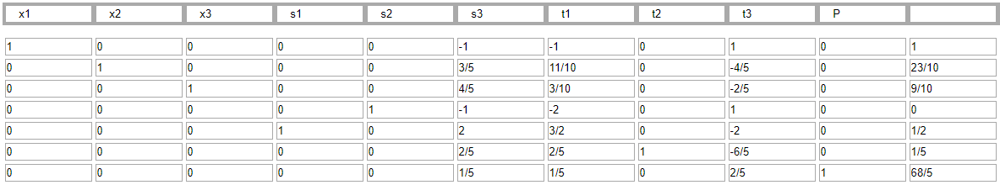 x1 x2 x3 s1 s2 s3 t1 t2 t3 P
1 0 0 0 0 -1 -1 0 1 0 1
0 1 0 0 0 3/5 11/10 0 -4/5 0 23/10
0 0 1 0 0 4/5 3/10 0 -2/5 0 9/10
0 0 0 0 1 -1 -2 0 1 0 0
0 0 0 1 0 2 3/2 0 -2 0 1/2
0 0 0 0 0 2/5 2/5 1 -6/5 0 1/5
0 0 0 0 0 1/5 1/5 0 2/5 1 68/5